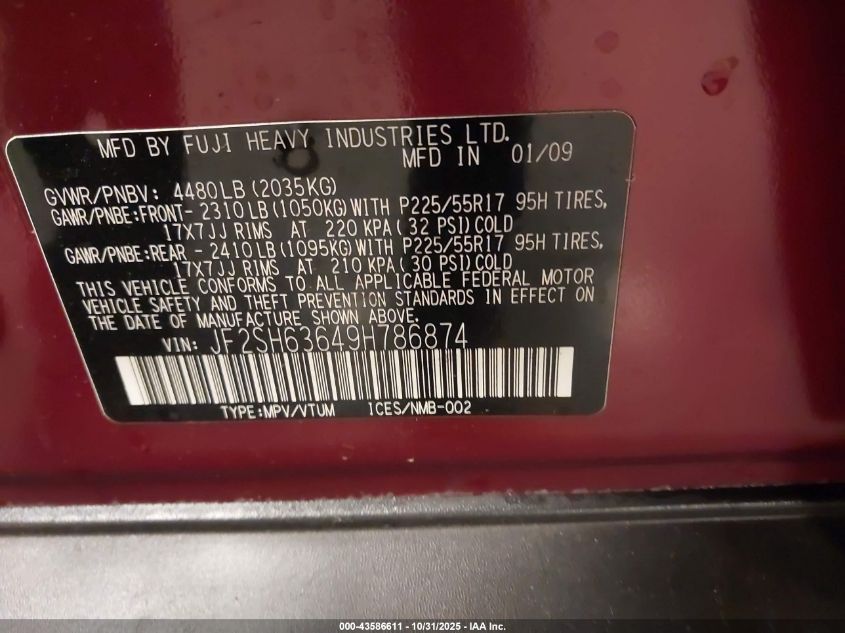 MFD BY FUJI HEAVY INDUSTRIES LTD.
MFD IN 01/09
GVWR/PNBV: 4480LB(2035KG)
GAWR/PNBE:FRONT- 2310LB(1050KG)WITH P225/55R17 95H TIRES,
17X7JJ RIMS AT 220 KPA(32 PSI)COLD
GAWR/PNBE:REAR - 2410LB(1095KG)WITH P225/55R17 95H TIRES,
17X7JJ RIMS AT 210 KPA(30 PSI)COLD
THIS VEHICLE CONFORMS TO ALL APPLICABLE FEDERAL MOTOR
VEHICLE SAFETY AND THEFT PREVENTION STANDARDS IN EFFECT ON
THE DATE OF MANUFACTURE SHOWN ABOVE.
VIN: JF2SH63649H786874
TYPE:MPV/VTUM ICES/NMB-002
000-43586611 - 10/31/2025 - IAA Inc.